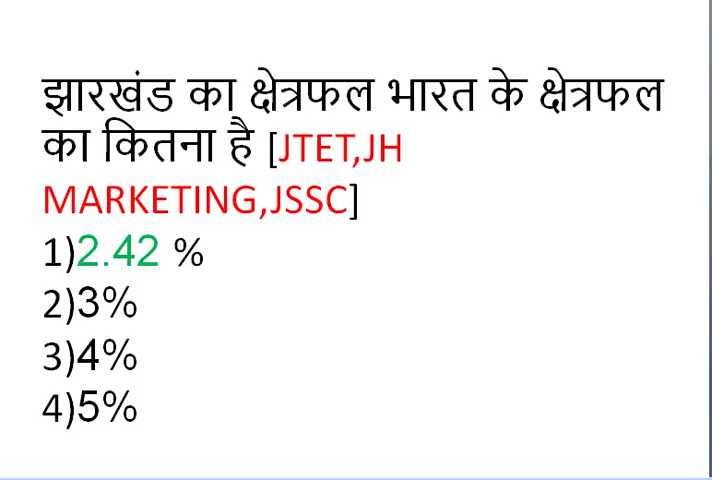 झारखंड का क्षेत्रफल भारत के क्षेत्रफल
का कितना है [JTET,JH
MARKETING,JSSC]
1)2.42 %
2)3%
3)4%
4)5%